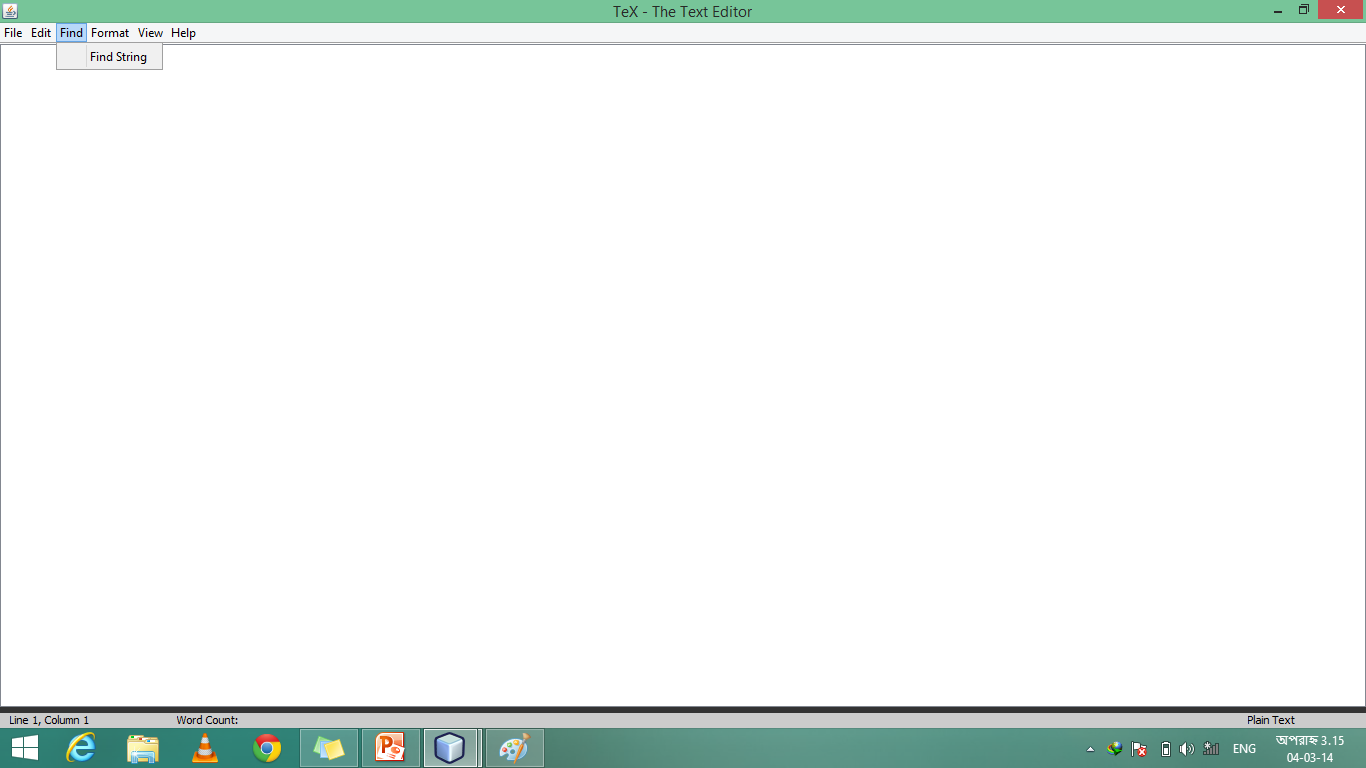 TeX - The Text Editor
File Edit Find Format View Help
Find String
Line 1, Column 1 Word Count: Plain Text
ENG অপরাহ্ন 3.15
04-03-14